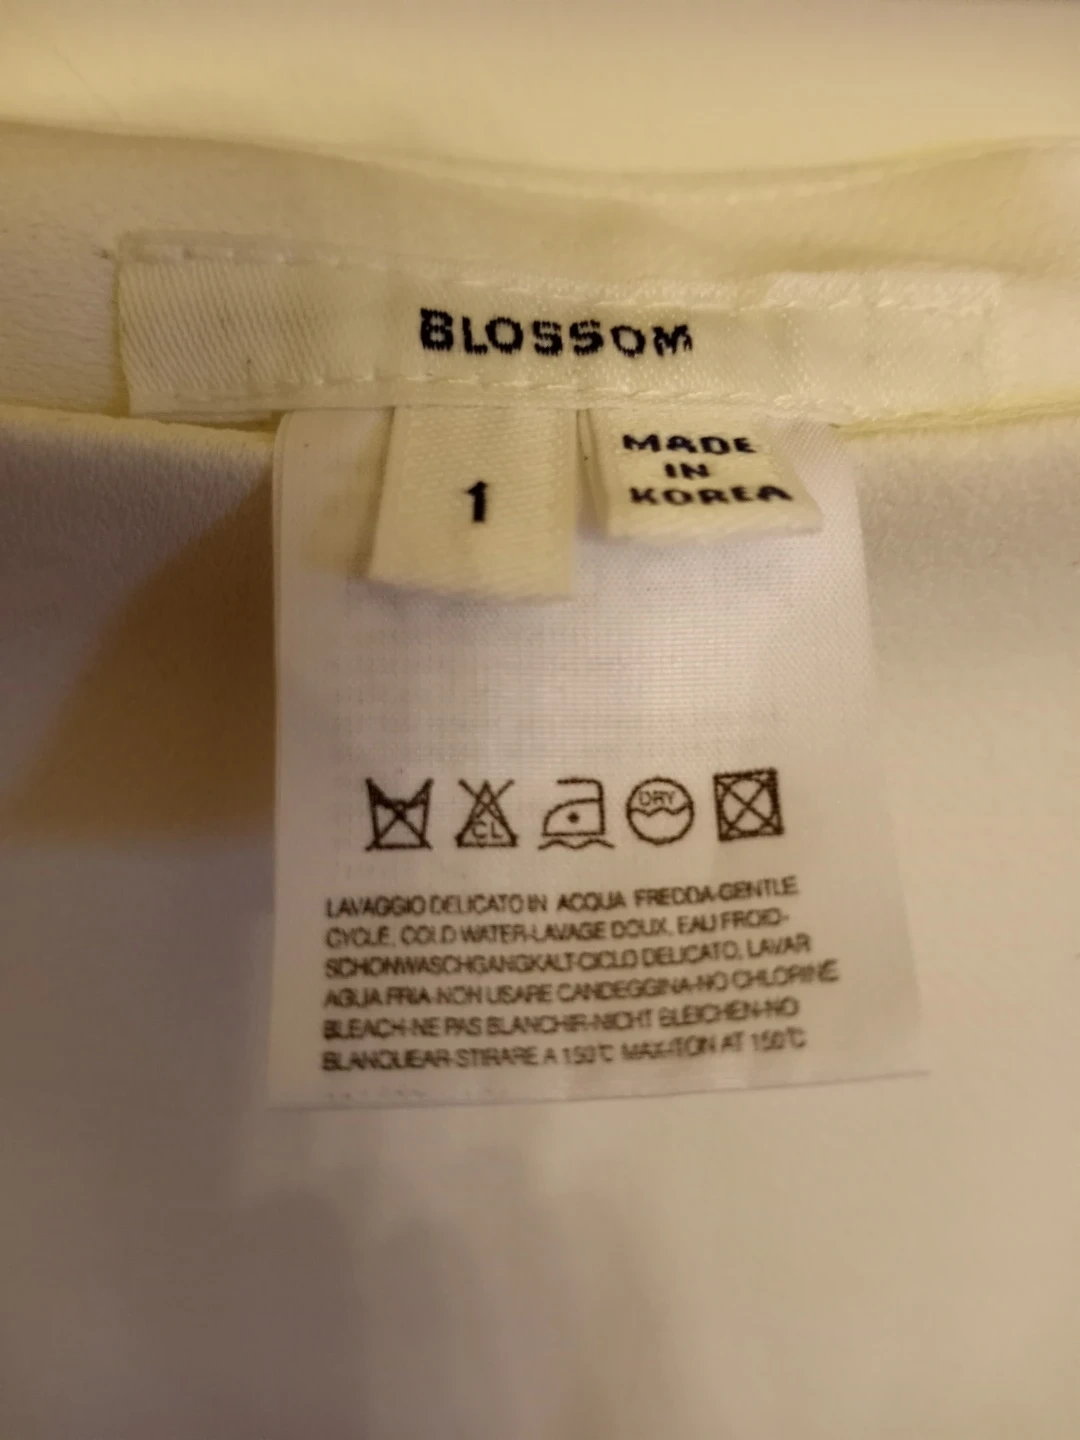 BLOSSOM
1
MADE
IN
KOREA
CL
DRY
LAVAGGIO DELICATO IN ACQUA FREDDA-GENTLE
CYCLE, COLD WATER-LAVAGE DOUX, EAU FROID-
SCHONWASCHGANGKALT-CICLO DELICATO, LAVAR
AGUA FRIA-NON USARE CANDEGGINA-NO CHLORINE
BLEACH-NE PAS BLANCHIR-NICHT BLEICHEN-NO
BLANQUEAR-STIRARE A 150℃ MAX-ITON AT 150℃